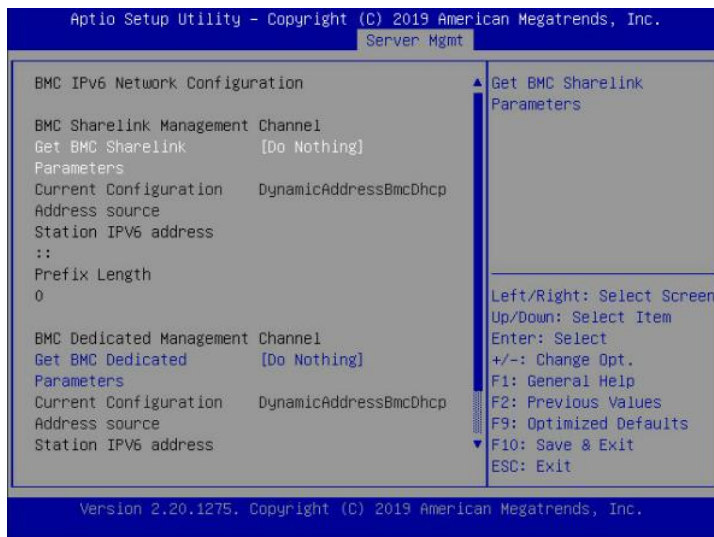 Aptio Setup Utility – Copyright (C) 2019 American Megatrends, Inc.
Server Mgmt
BMC IPv6 Network Configuration
BMC Sharelink Management Channel
Get BMC Sharelink [Do Nothing]
Parameters
Current Configuration DynamicAddressBmcDhcp
Address source
Station IPV6 address
::
Prefix Length
0
BMC Dedicated Management Channel
Get BMC Dedicated [Do Nothing]
Parameters
Current Configuration DynamicAddressBmcDhcp
Address source
Station IPV6 address
Get BMC Sharelink
Parameters
Left/Right: Select Screen
Up/Down: Select Item
Enter: Select
+/-: Change Opt.
F1: General Help
F2: Previous Values
F9: Optimized Defaults
F10: Save & Exit
ESC: Exit
Version 2.20.1275. Copyright (C) 2019 American Megatrends, Inc.